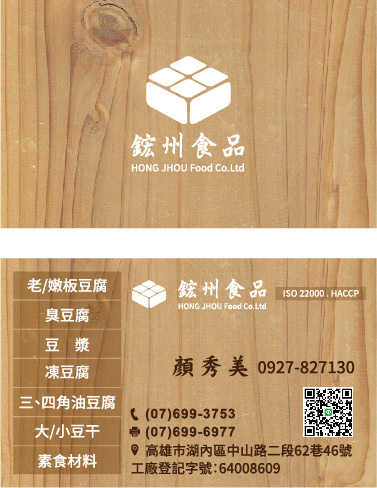 鋐州食品
HONG JHOU Food Co.Ltd
老/嫩板豆腐
臭豆腐
豆 漿
凍豆腐
三、四角油豆腐
大/小豆干
素食材料
鋐州食品
HONG JHOU Food Co.Ltd
ISO 22000 . HACCP
顏秀美 0927-827130
(07)699-3753
(07)699-6977
高雄市湖內區中山路二段62巷46號
工廠登記字號:64008609